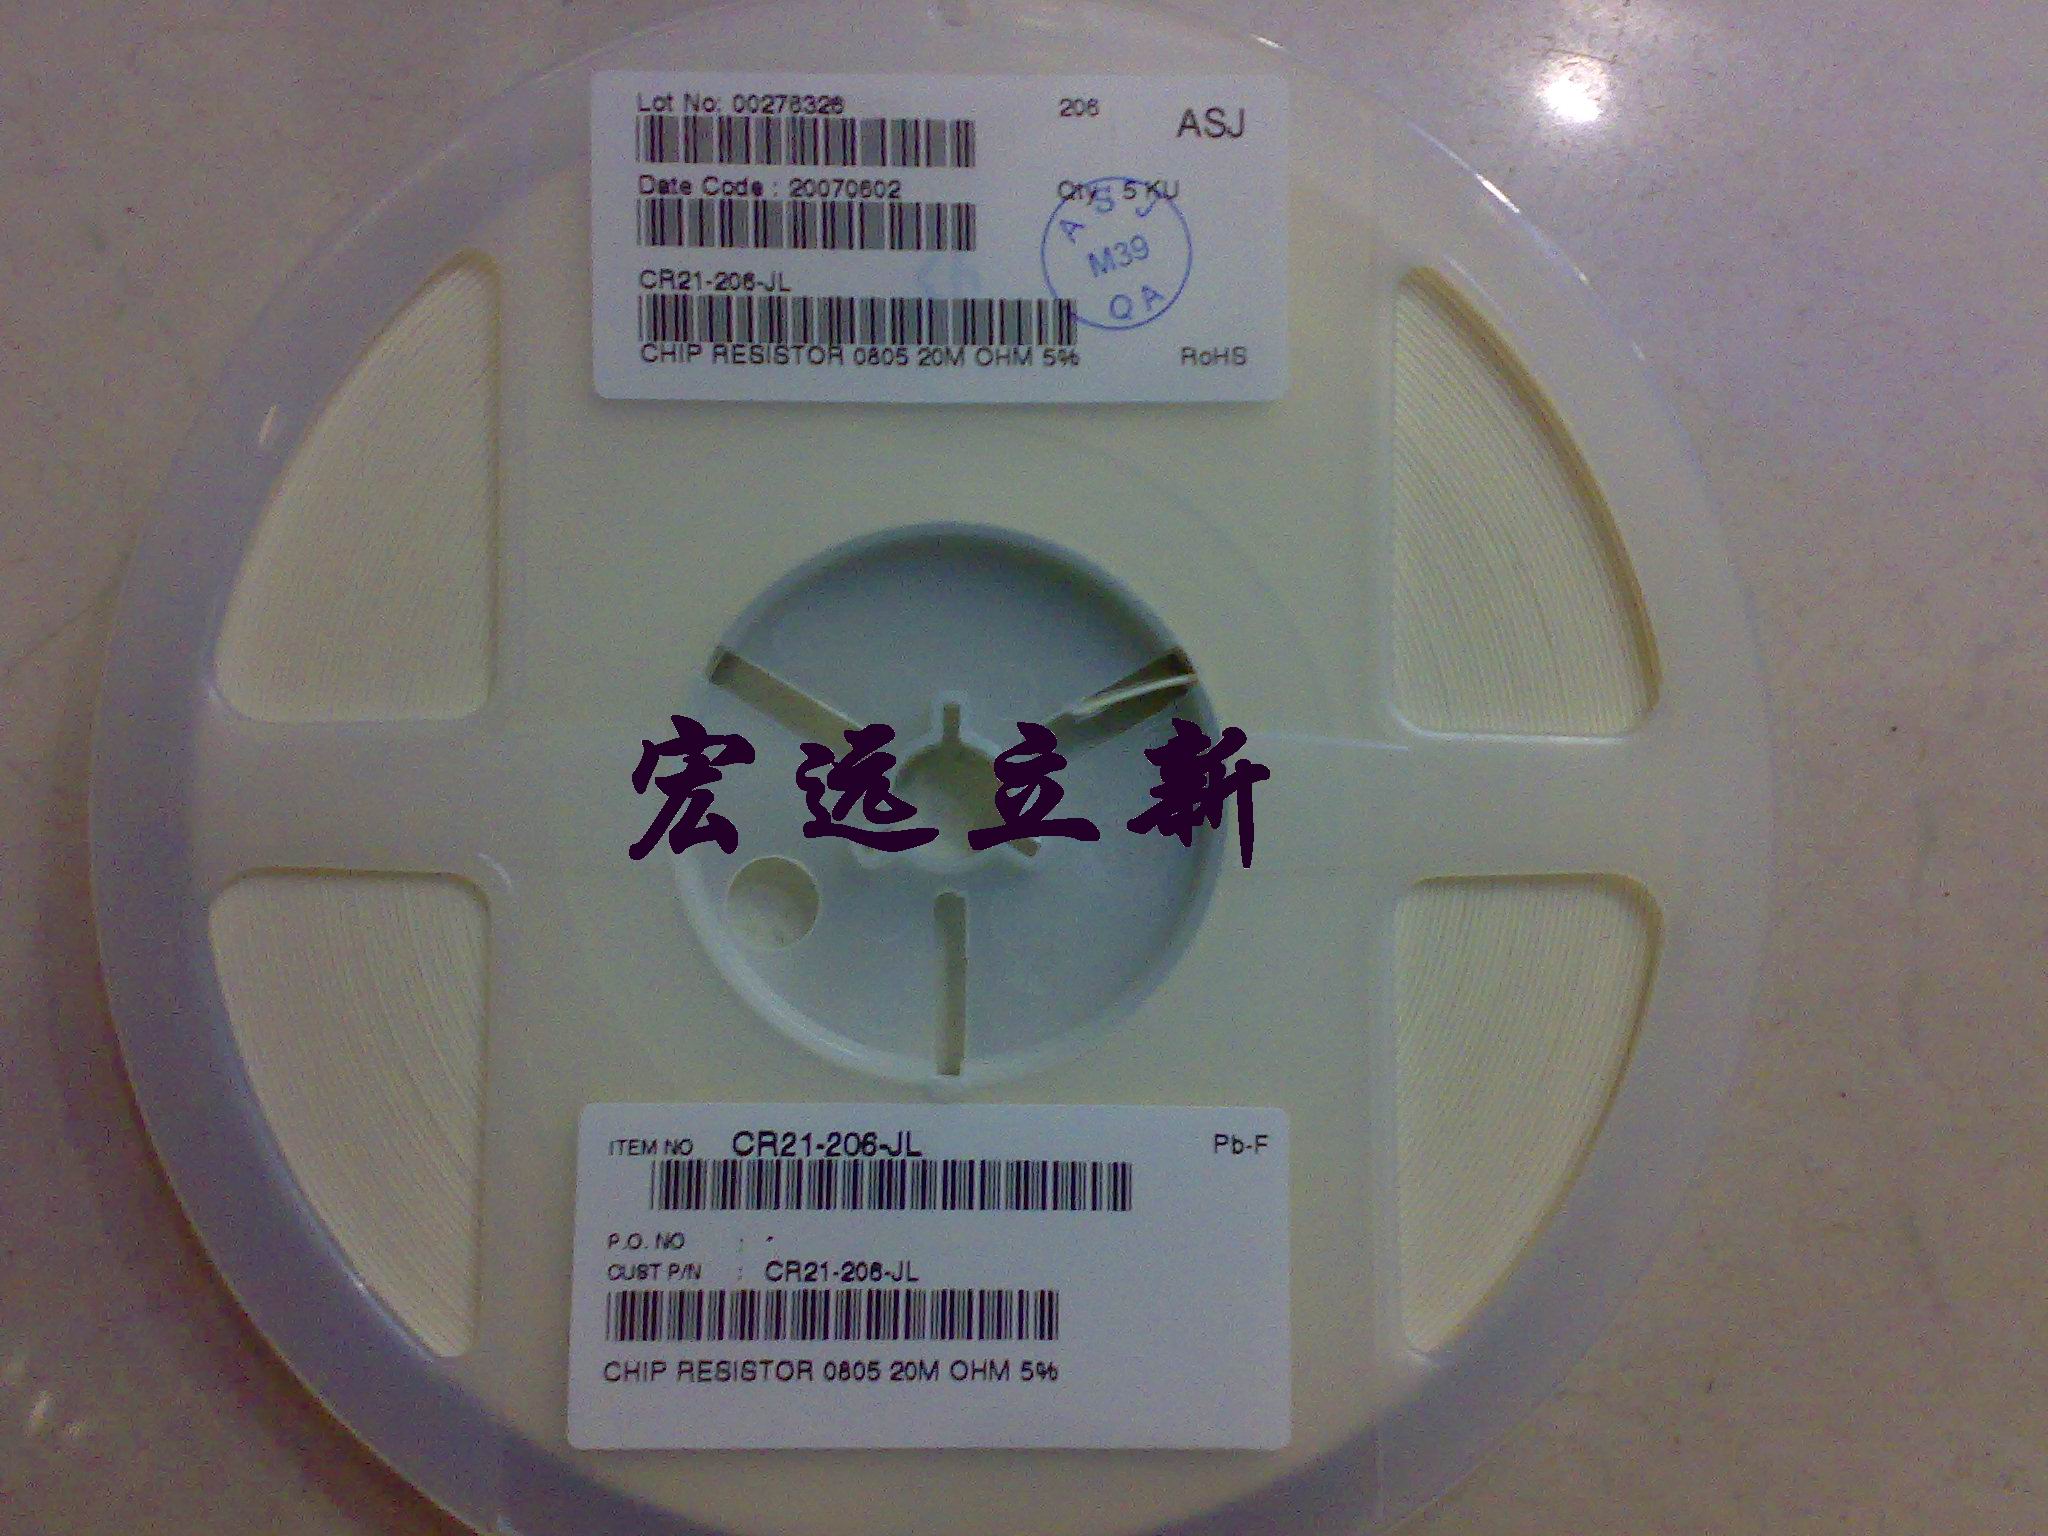 Lot No: 00278326 206 ASJ
Date Code : 20070602 Qty 5 KU
ASJ
M39
QA
CR21-206-JL
CHIP RESISTOR 0805 20M OHM 5% RoHS
宏远立新
ITEM NO CR21-206-JL Pb-F
P.O. NO : -
CUST P/N : CR21-206-JL
CHIP RESISTOR 0805 20M OHM 5%